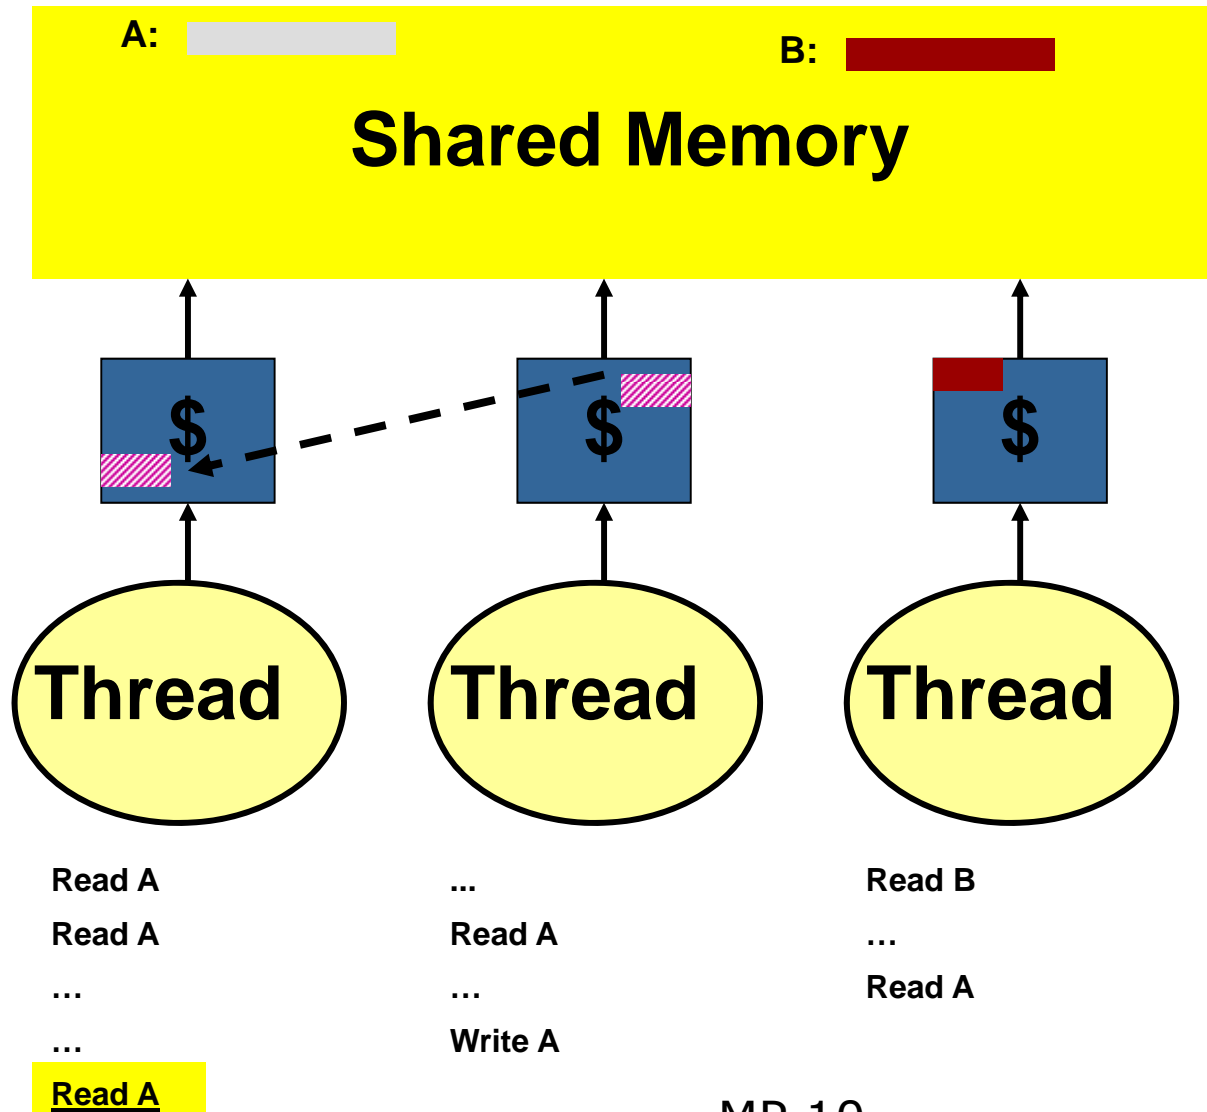 A:
B:
Shared Memory
$ $ $
Thread Thread Thread
Read A ... Read B
Read A Read A …
… … Read A
… Write A
Read A